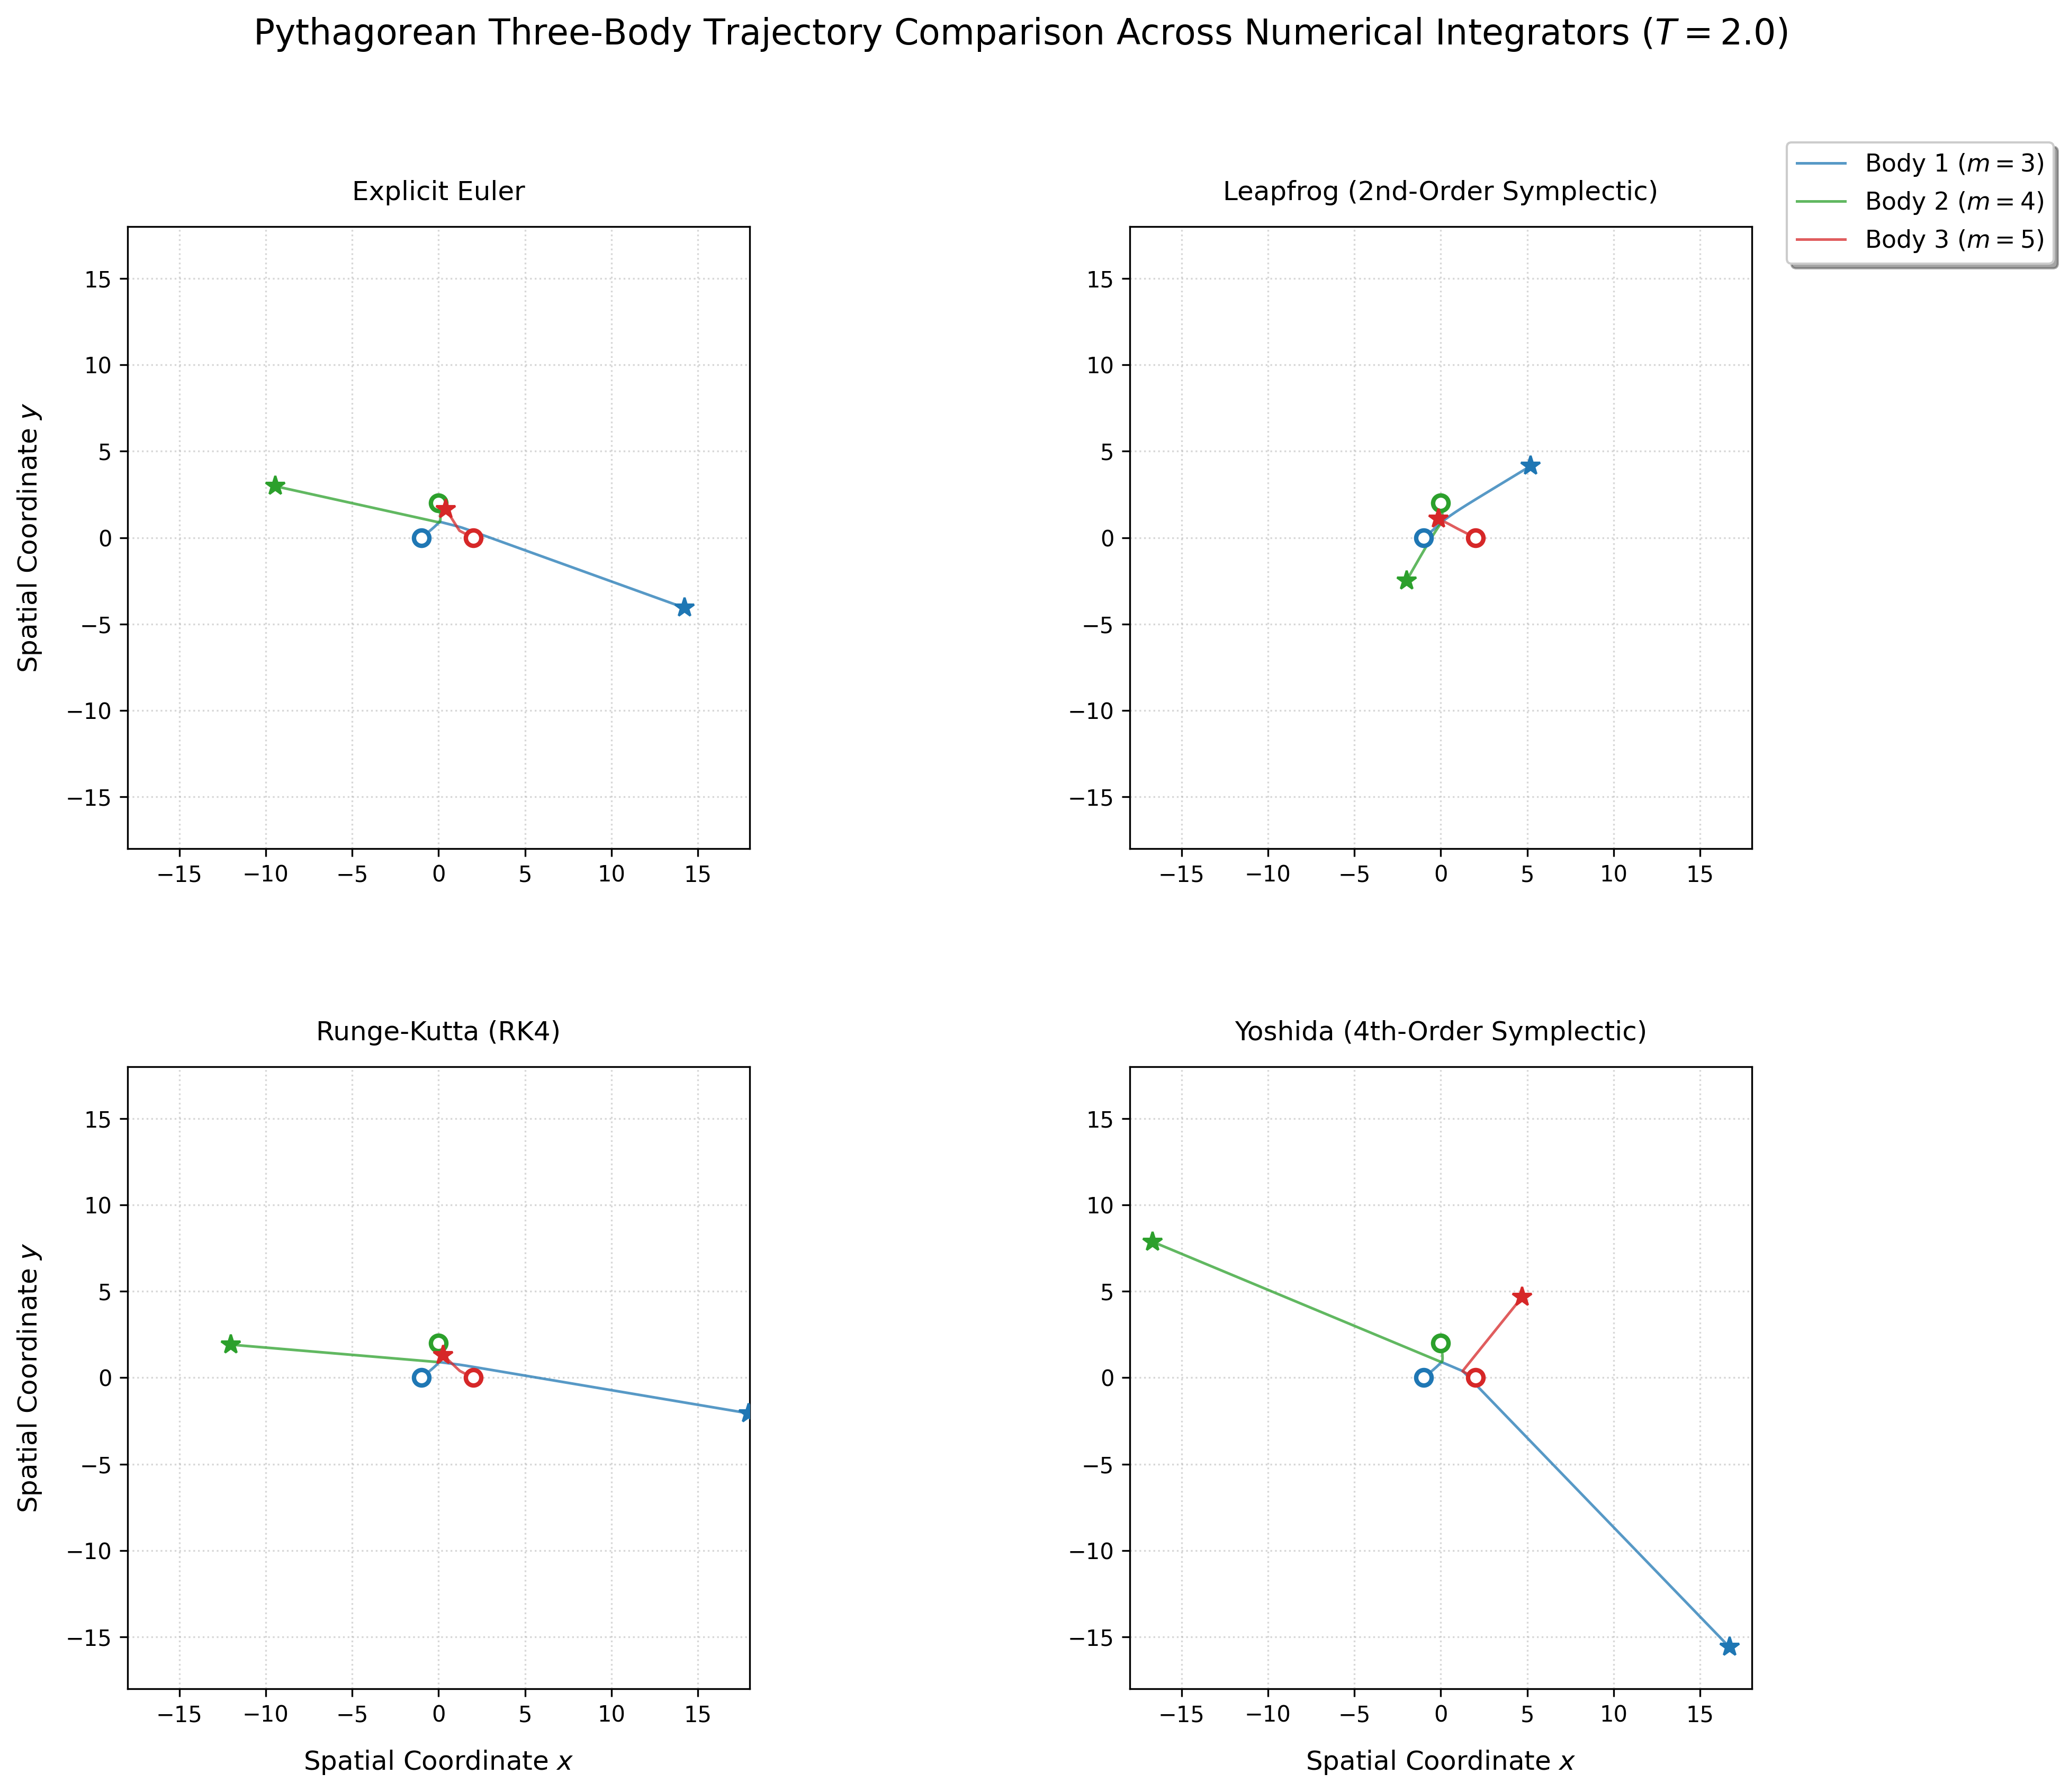 Pythagorean Three-Body Trajectory Comparison Across Numerical Integrators (T = 2.0)
Body 1 (m = 3)
Body 2 (m = 4)
Body 3 (m = 5)
Explicit Euler
Spatial Coordinate y
15
10
5
0
−5
−10
−15
−15 −10 −5 0 5 10 15
Leapfrog (2nd-Order Symplectic)
15
10
5
0
−5
−10
−15
−15 −10 −5 0 5 10 15
Runge-Kutta (RK4)
Spatial Coordinate y
15
10
5
0
−5
−10
−15
−15 −10 −5 0 5 10 15
Spatial Coordinate x
Yoshida (4th-Order Symplectic)
15
10
5
0
−5
−10
−15
−15 −10 −5 0 5 10 15
Spatial Coordinate x